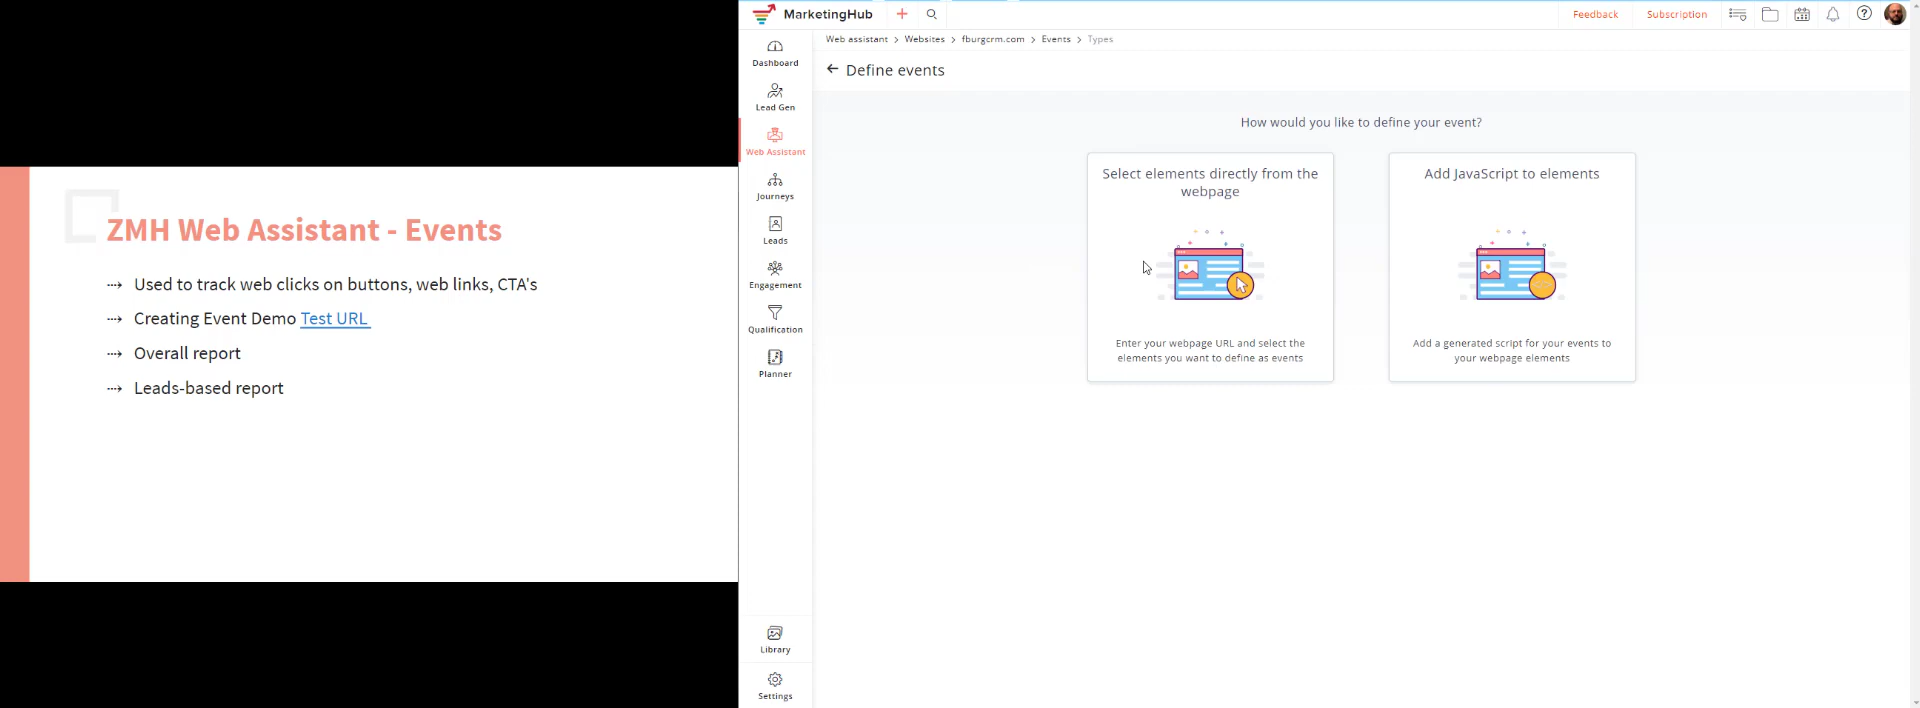 ZMH Web Assistant - Events
⤑ Used to track web clicks on buttons, web links, CTA's
⤑ Creating Event Demo Test URL
⤑ Overall report
⤑ Leads-based report
MarketingHub
Feedback
Subscription
Dashboard
Lead Gen
Web Assistant
Journeys
Leads
Engagement
Qualification
Planner
Library
Settings
Web assistant > Websites > fburgcrm.com > Events > Types
Define events
How would you like to define your event?
Select elements directly from the
webpage
Enter your webpage URL and select the
elements you want to define as events
Add JavaScript to elements
Add a generated script for your events to
your webpage elements